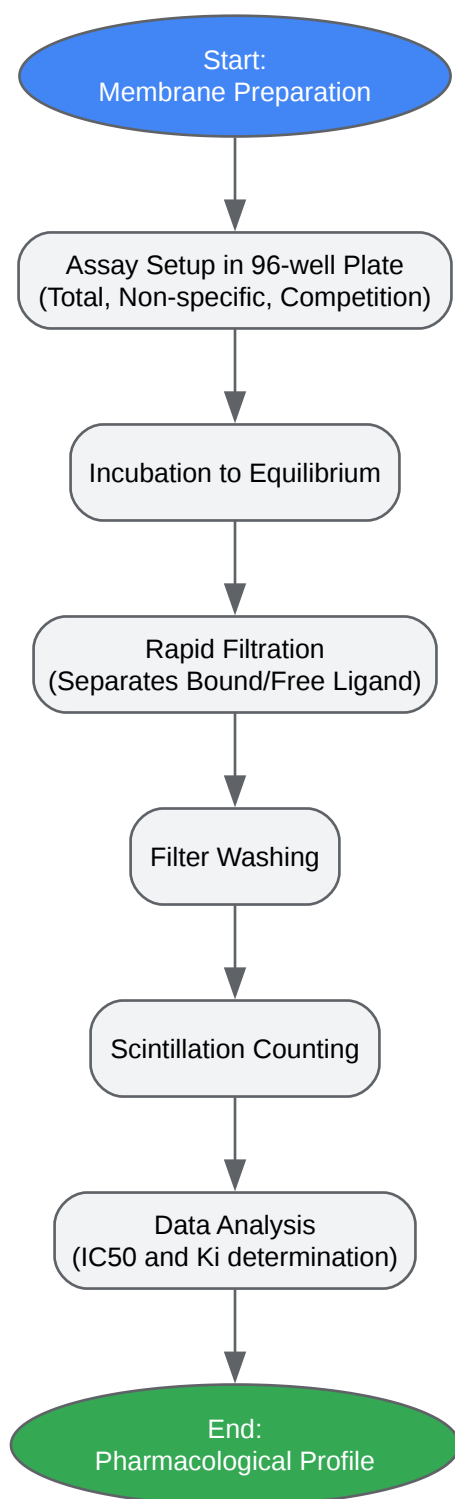 Start:
Membrane Preparation
Assay Setup in 96-well Plate
(Total, Non-specific, Competition)
Incubation to Equilibrium
Rapid Filtration
(Separates Bound/Free Ligand)
Filter Washing
Scintillation Counting
Data Analysis
(IC50 and Ki determination)
End:
Pharmacological Profile